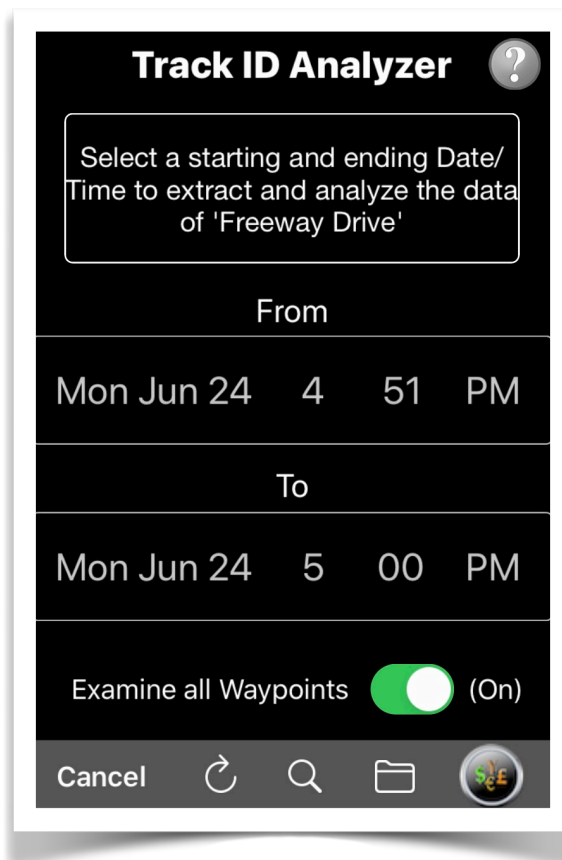 Track ID Analyzer
?
Select a starting and ending Date/
Time to extract and analyze the data
of 'Freeway Drive'
From
Mon Jun 24 4 51 PM
To
Mon Jun 24 5 00 PM
Examine all Waypoints (On)
Cancel